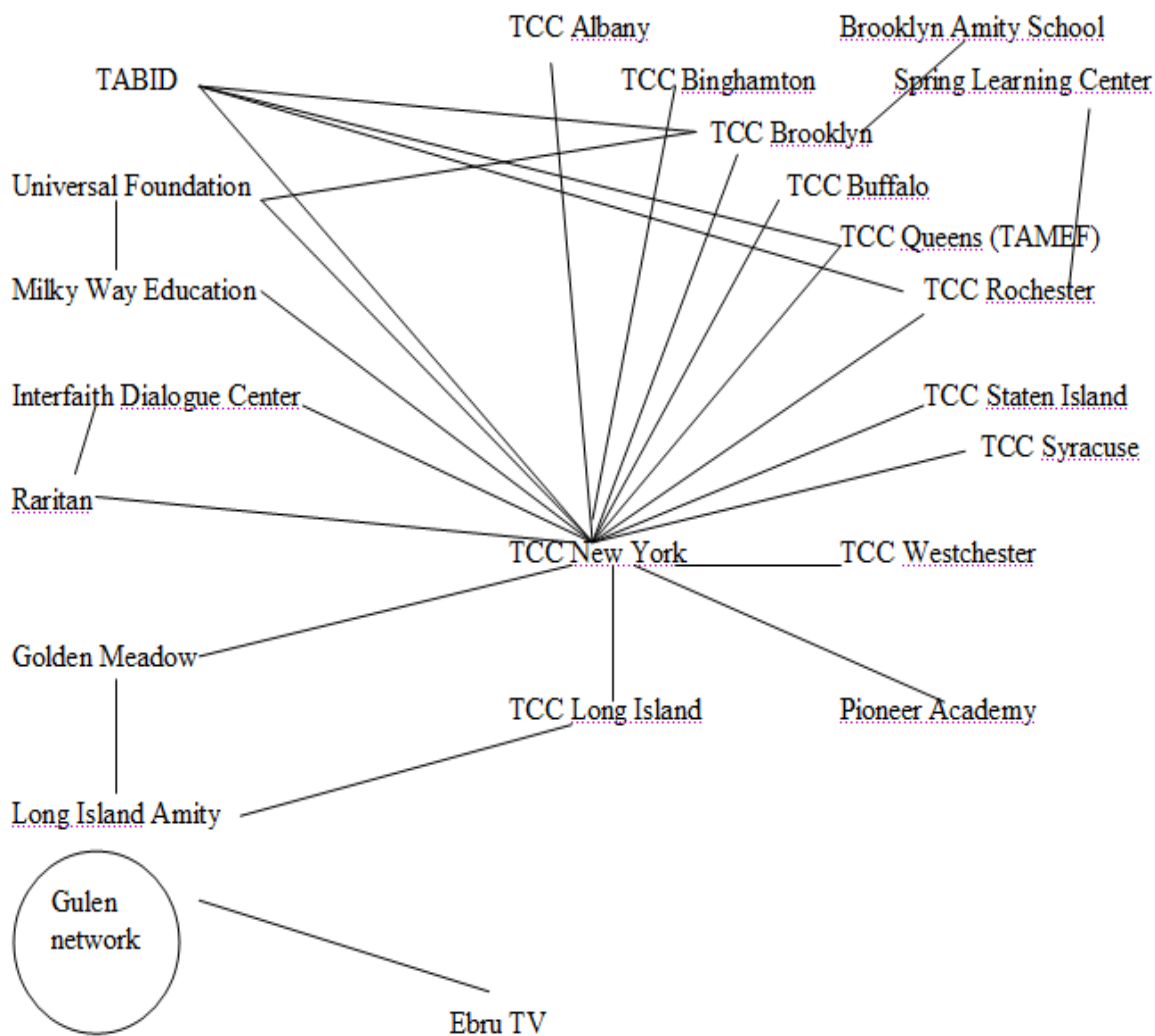 TCC Albany
Brooklyn Amity School
TABID
TCC Binghamton
Spring Learning Center
TCC Brooklyn
Universal Foundation
TCC Buffalo
TCC Queens (TAMEF)
Milky Way Education
TCC Rochester
Interfaith Dialogue Center
TCC Staten Island
TCC Syracuse
Raritan
TCC New York
TCC Westchester
Golden Meadow
TCC Long Island
Pioneer Academy
Long Island Amity
Gulen
network
Ebru TV